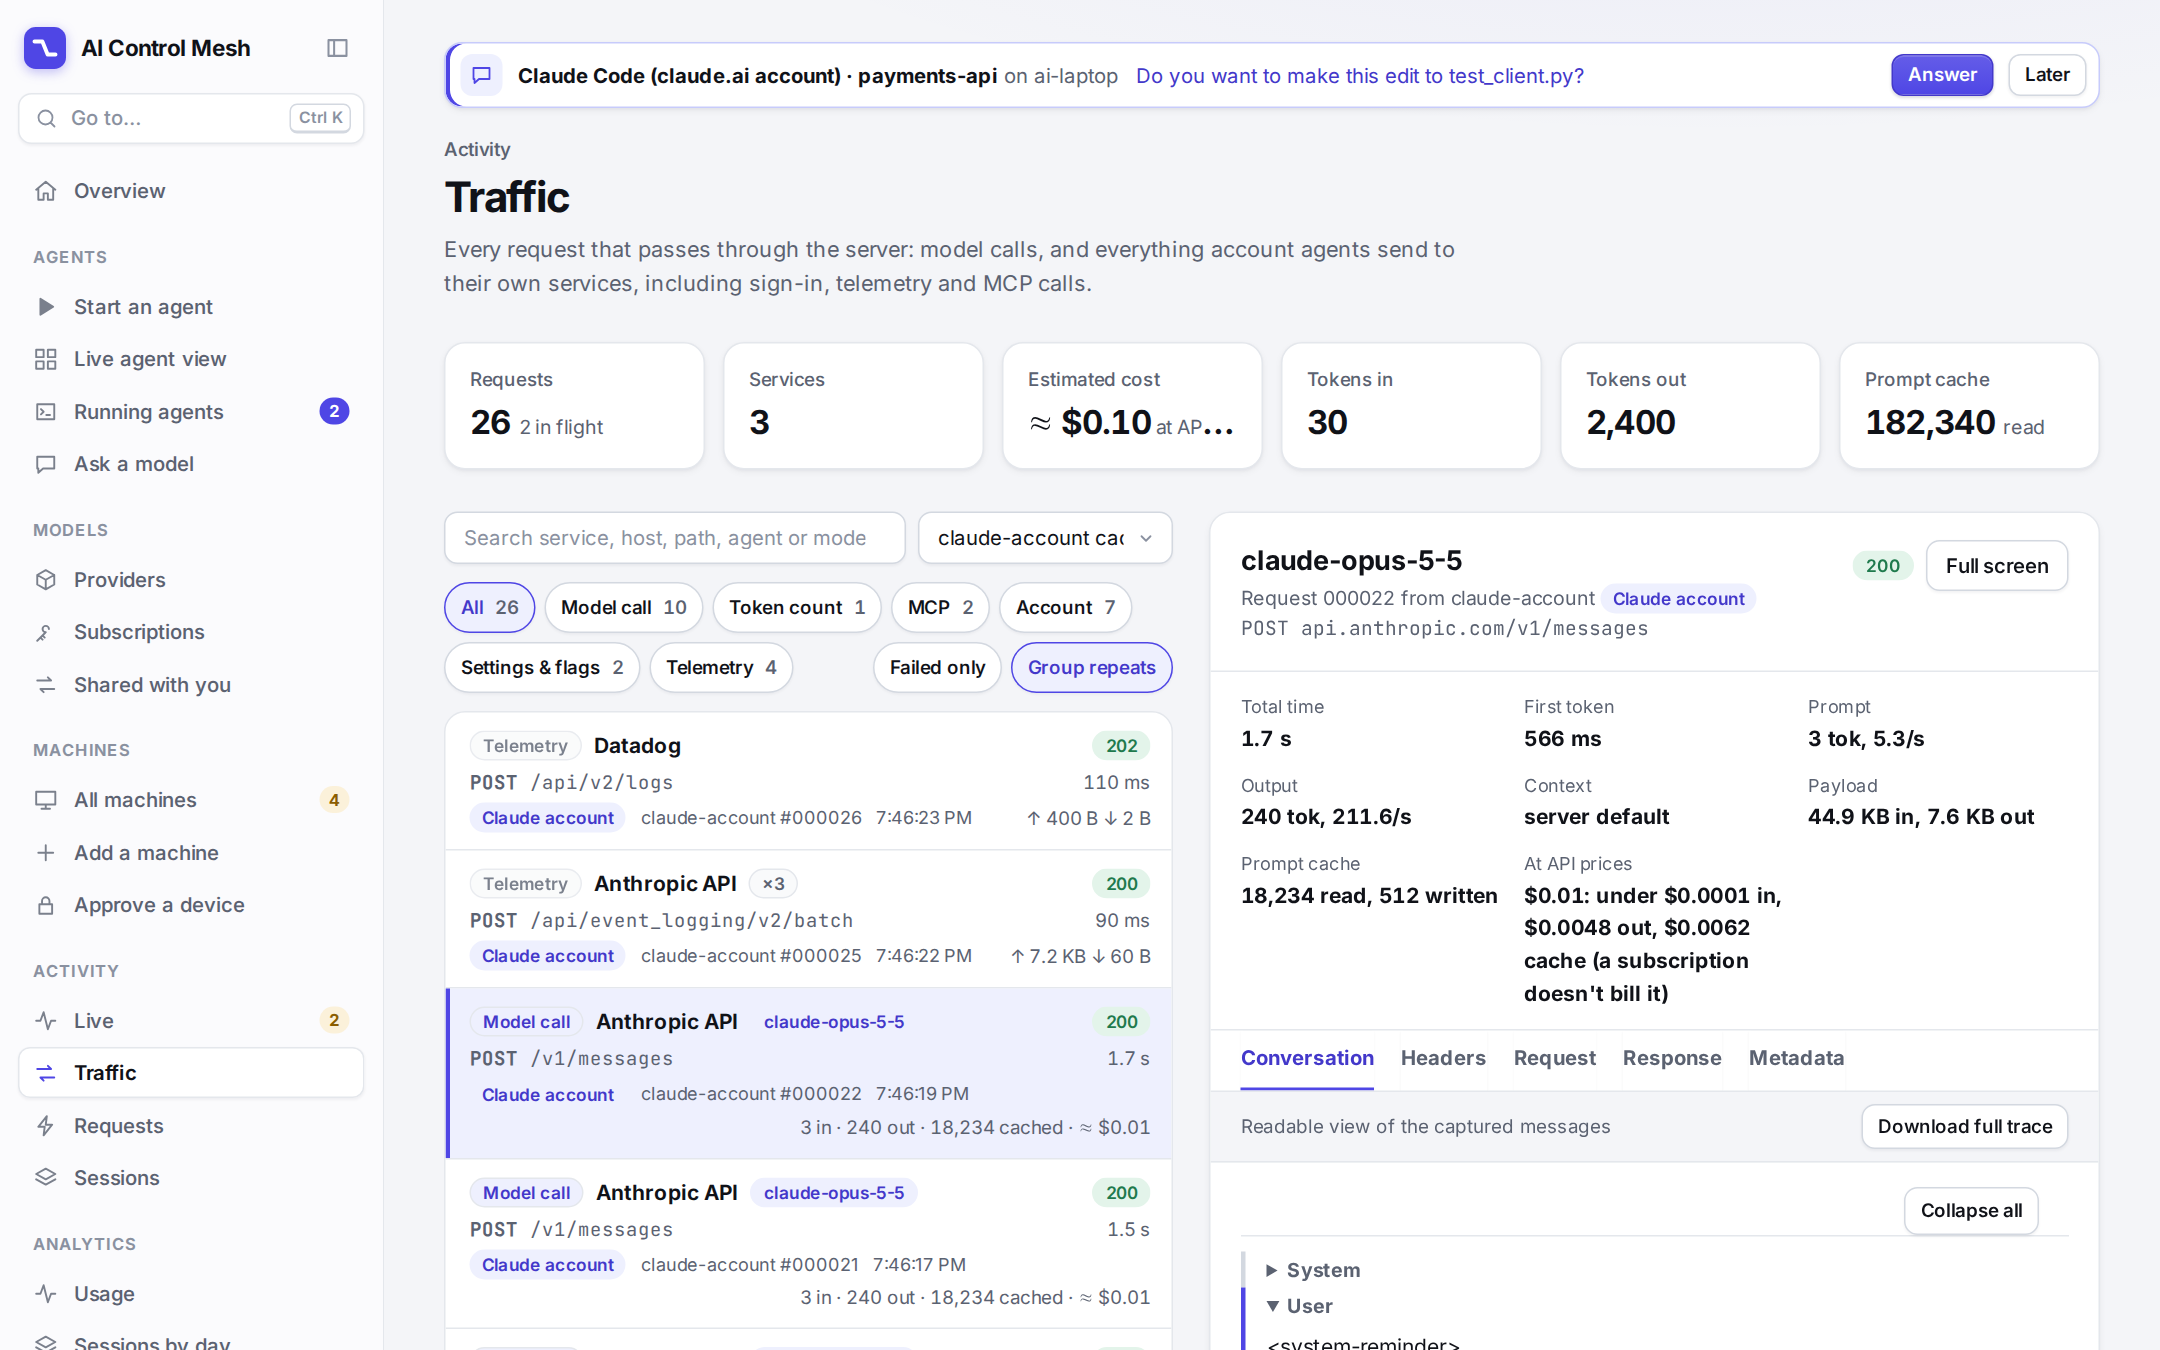 AI Control Mesh
Go to...
Ctrl K
Overview
AGENTS
Start an agent
Live agent view
Running agents 2
Ask a model
MODELS
Providers
Subscriptions
Shared with you
MACHINES
All machines 4
Add a machine
Approve a device
ACTIVITY
Live 2
Traffic
Requests
Sessions
ANALYTICS
Usage
Sessions by day
Claude Code (claude.ai account) · payments-api on ai-laptop Do you want to make this edit to test_client.py?
Answer
Later
Activity
Traffic
Every request that passes through the server: model calls, and everything account agents send to
their own services, including sign-in, telemetry and MCP calls.
Requests
26 2 in flight
Services
3
Estimated cost
≈ $0.10 at AP...
Tokens in
30
Tokens out
2,400
Prompt cache
182,340 read
Search service, host, path, agent or mode
claude-account cac
All 26
Model call 10
Token count 1
MCP 2
Account 7
Settings & flags 2
Telemetry 4
Failed only
Group repeats
Telemetry Datadog 202
POST /api/v2/logs 110 ms
Claude account claude-account #000026 7:46:23 PM ↑ 400 B ↓ 2 B
Telemetry Anthropic API ×3 200
POST /api/event_logging/v2/batch 90 ms
Claude account claude-account #000025 7:46:22 PM ↑ 7.2 KB ↓ 60 B
Model call Anthropic API claude-opus-5-5 200
POST /v1/messages 1.7 s
Claude account claude-account #000022 7:46:19 PM
3 in · 240 out · 18,234 cached · ≈ $0.01
Model call Anthropic API claude-opus-5-5 200
POST /v1/messages 1.5 s
Claude account claude-account #000021 7:46:17 PM
3 in · 240 out · 18,234 cached · ≈ $0.01
claude-opus-5-5
200
Full screen
Request 000022 from claude-account Claude account
POST api.anthropic.com/v1/messages
Total time
1.7 s
First token
566 ms
Prompt
3 tok, 5.3/s
Output
240 tok, 211.6/s
Context
server default
Payload
44.9 KB in, 7.6 KB out
Prompt cache
18,234 read, 512 written
At API prices
$0.01: under $0.0001 in,
$0.0048 out, $0.0062
cache (a subscription
doesn't bill it)
Conversation
Headers
Request
Response
Metadata
Readable view of the captured messages
Download full trace
Collapse all
▶ System
▼ User
<system-reminder>